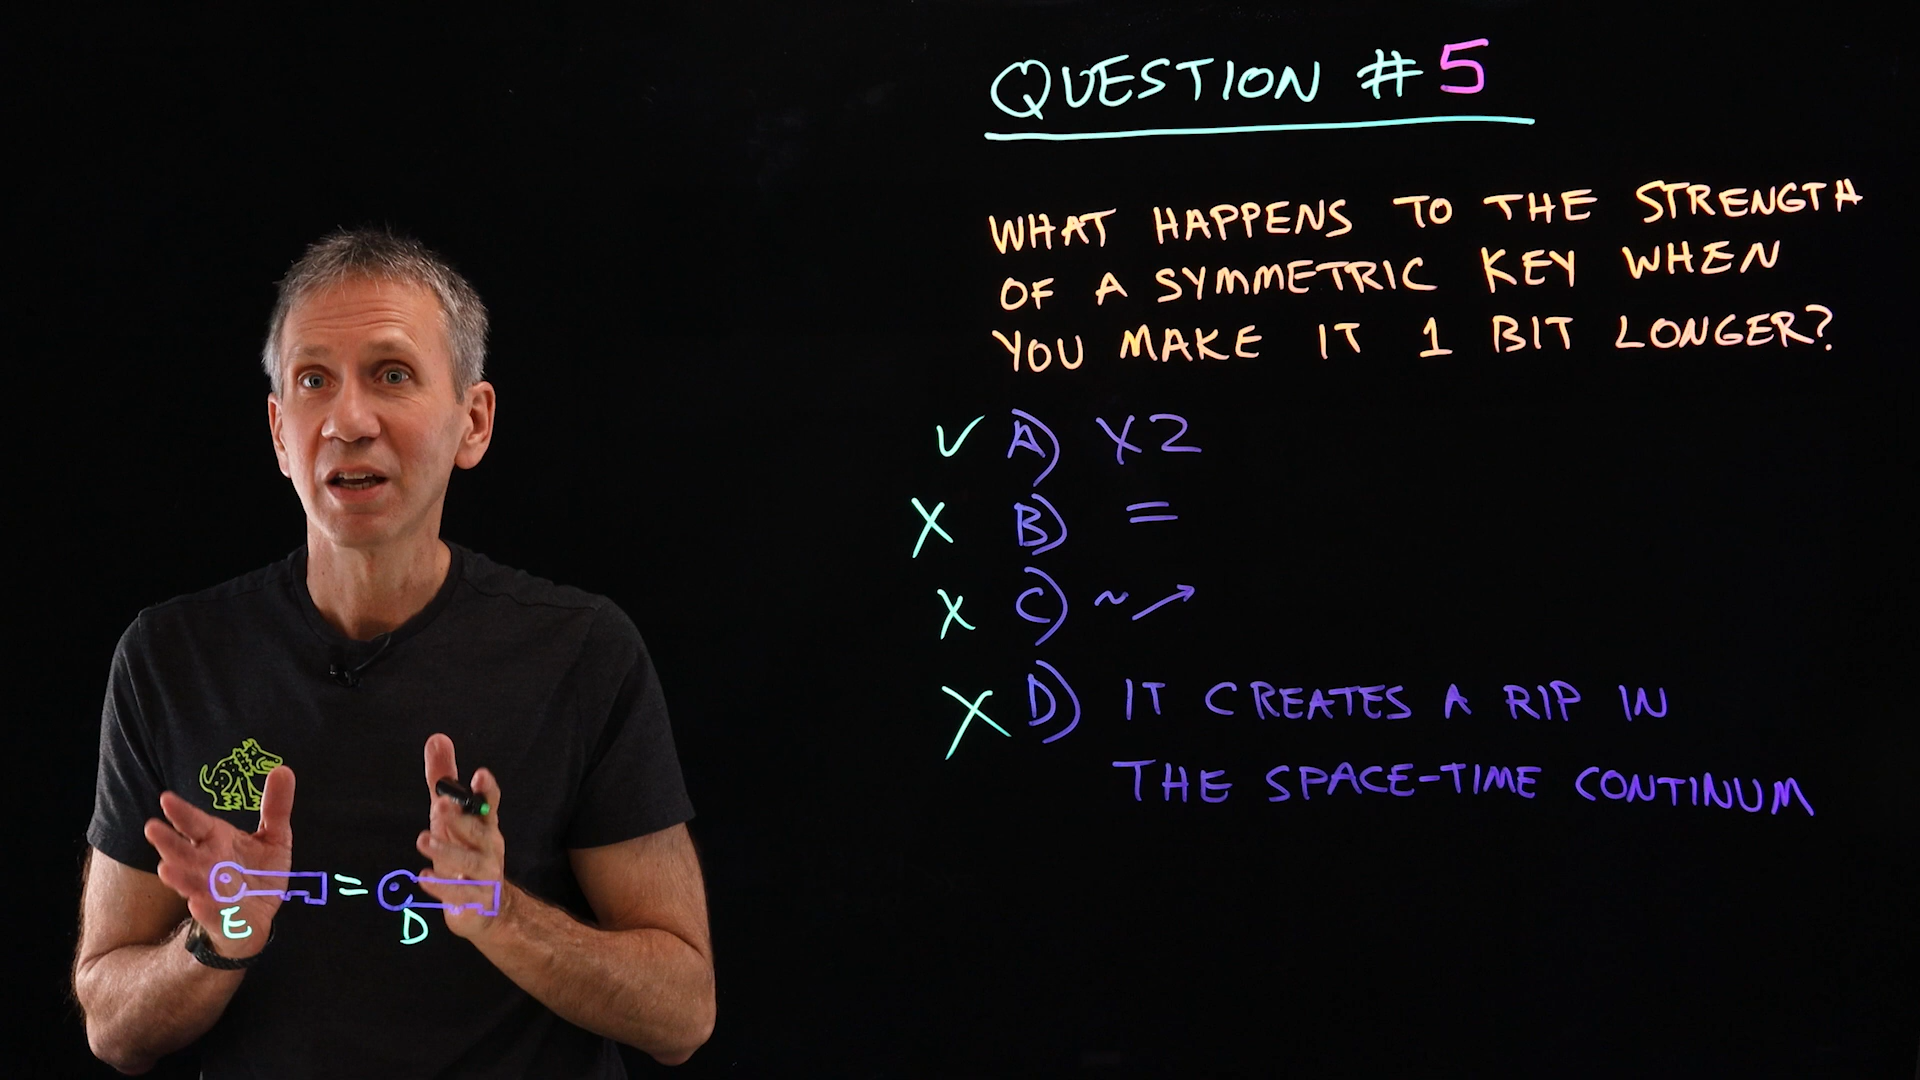 QUESTION #5
WHAT HAPPENS TO THE STRENGTH
OF A SYMMETRIC KEY WHEN
YOU MAKE IT 1 BIT LONGER?
✓ A) X2
X B) =
X C) ~↗
X D) IT CREATES A RIP IN
THE SPACE-TIME CONTINUM
=
E D